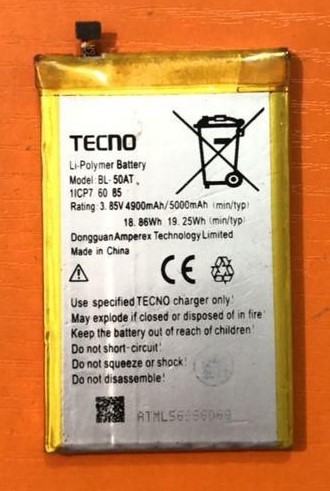 TECNO
Li-Polymer Battery
Model: BL-50AT
1ICP7 60 85
Rating: 3.85V 4900mAh/5000mAh (min/typ)
18.86Wh 19.25Wh (min/typ)
Dongguan Amperex Technology Limited
Made in China
CE
Use specified TECNO charger only!
May explode if closed or disposed of in fire!
Keep the battery out of reach of children!
Do not short-circuit!
Do not squeeze or shock!
Do not disassemble!